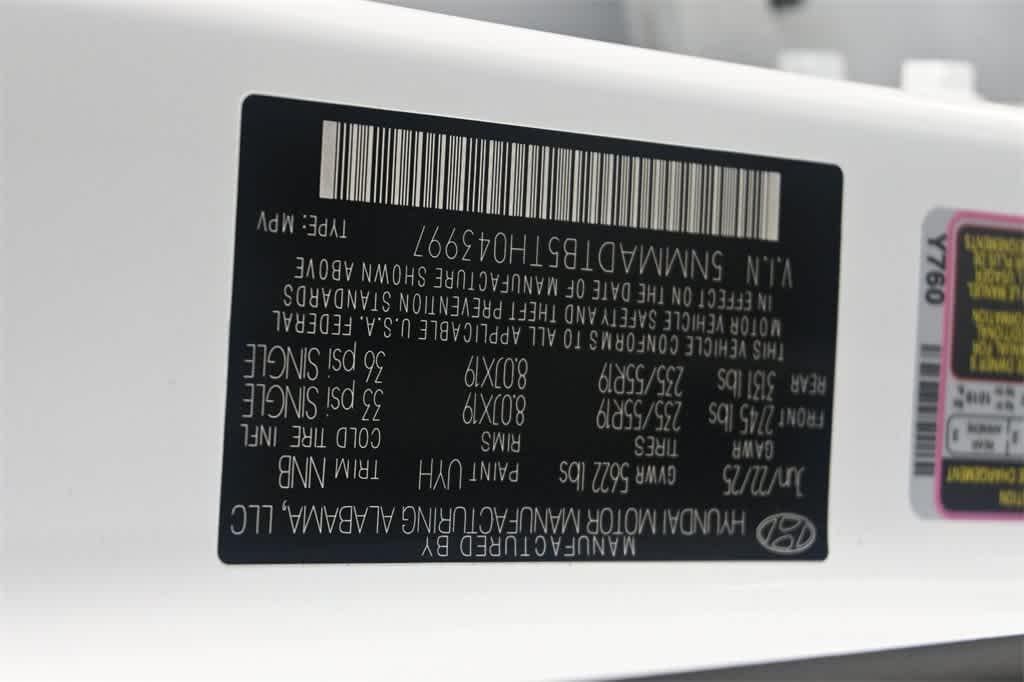 MANUFACTURED BY
HYUNDAI MOTOR MANUFACTURING ALABAMA, LLC
Jun/22/25 GVWR 5622 lbs PAINT UYH TRIM NNB
GAWR TIRES RIMS COLD TIRE INFL
FRONT 2745 lbs 235/55R19 8.0JX19 33 psi SINGLE
REAR 3131 lbs 235/55R19 8.0JX19 36 psi SINGLE
THIS VEHICLE CONFORMS TO ALL APPLICABLE U.S.A. FEDERAL
MOTOR VEHICLE SAFETY AND THEFT PREVENTION STANDARDS
IN EFFECT ON THE DATE OF MANUFACTURE SHOWN ABOVE
V.I.N 5NMMADTB5TH043997 TYPE: MPV
Y760